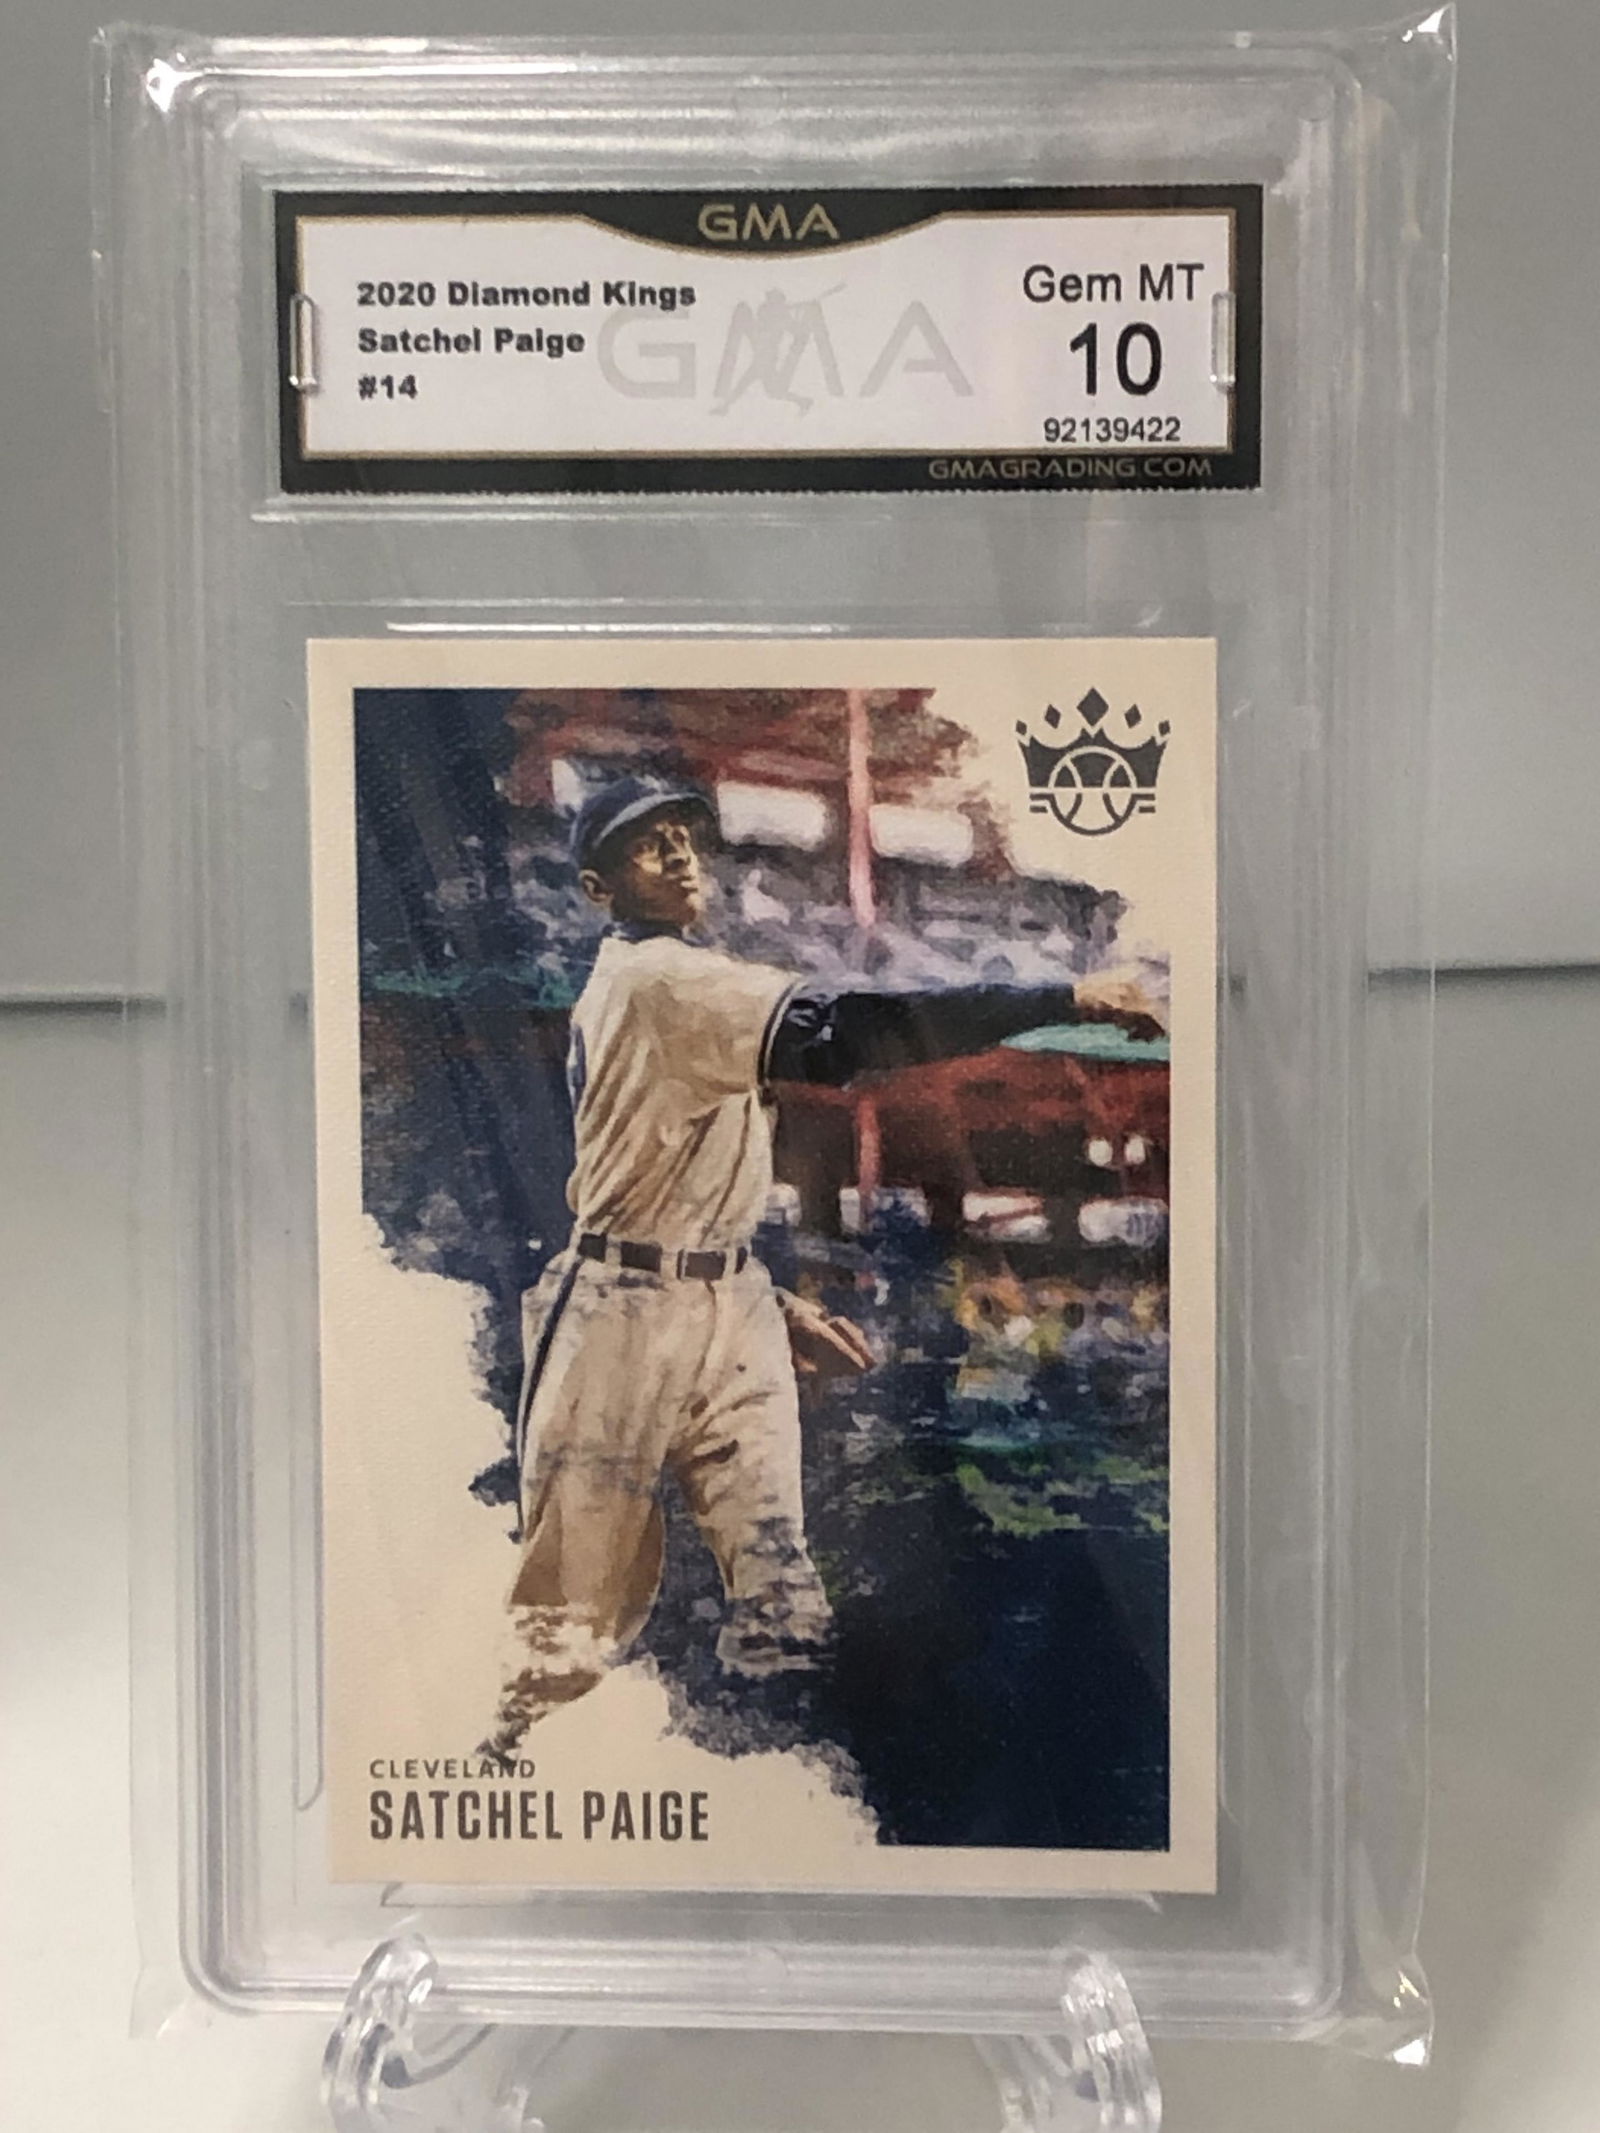 GMA
2020 Diamond Kings
Satchel Paige
#14
GMA
Gem MT
10
92139422
GMAGRADING.COM
CLEVELAND
SATCHEL PAIGE